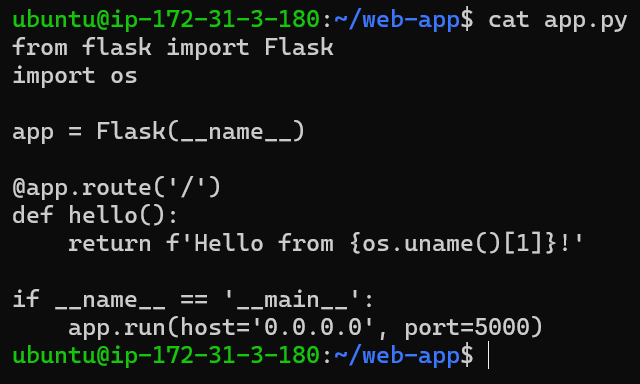 ubuntu@ip-172-31-3-180:~/web-app$ cat app.py
from flask import Flask
import os

app = Flask(__name__)

@app.route('/')
def hello():
    return f'Hello from {os.uname()[1]}!'

if __name__ == '__main__':
    app.run(host='0.0.0.0', port=5000)
ubuntu@ip-172-31-3-180:~/web-app$